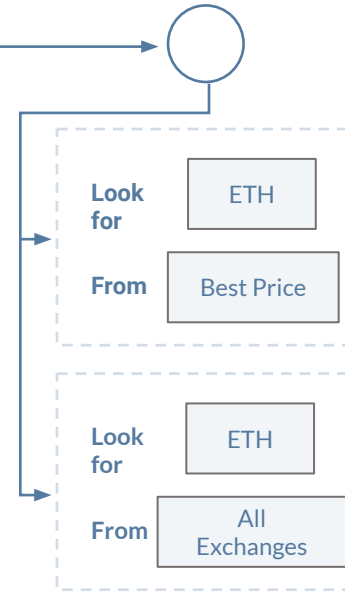 Look
for
ETH
From
Best Price
Look
for
ETH
From
All
Exchanges